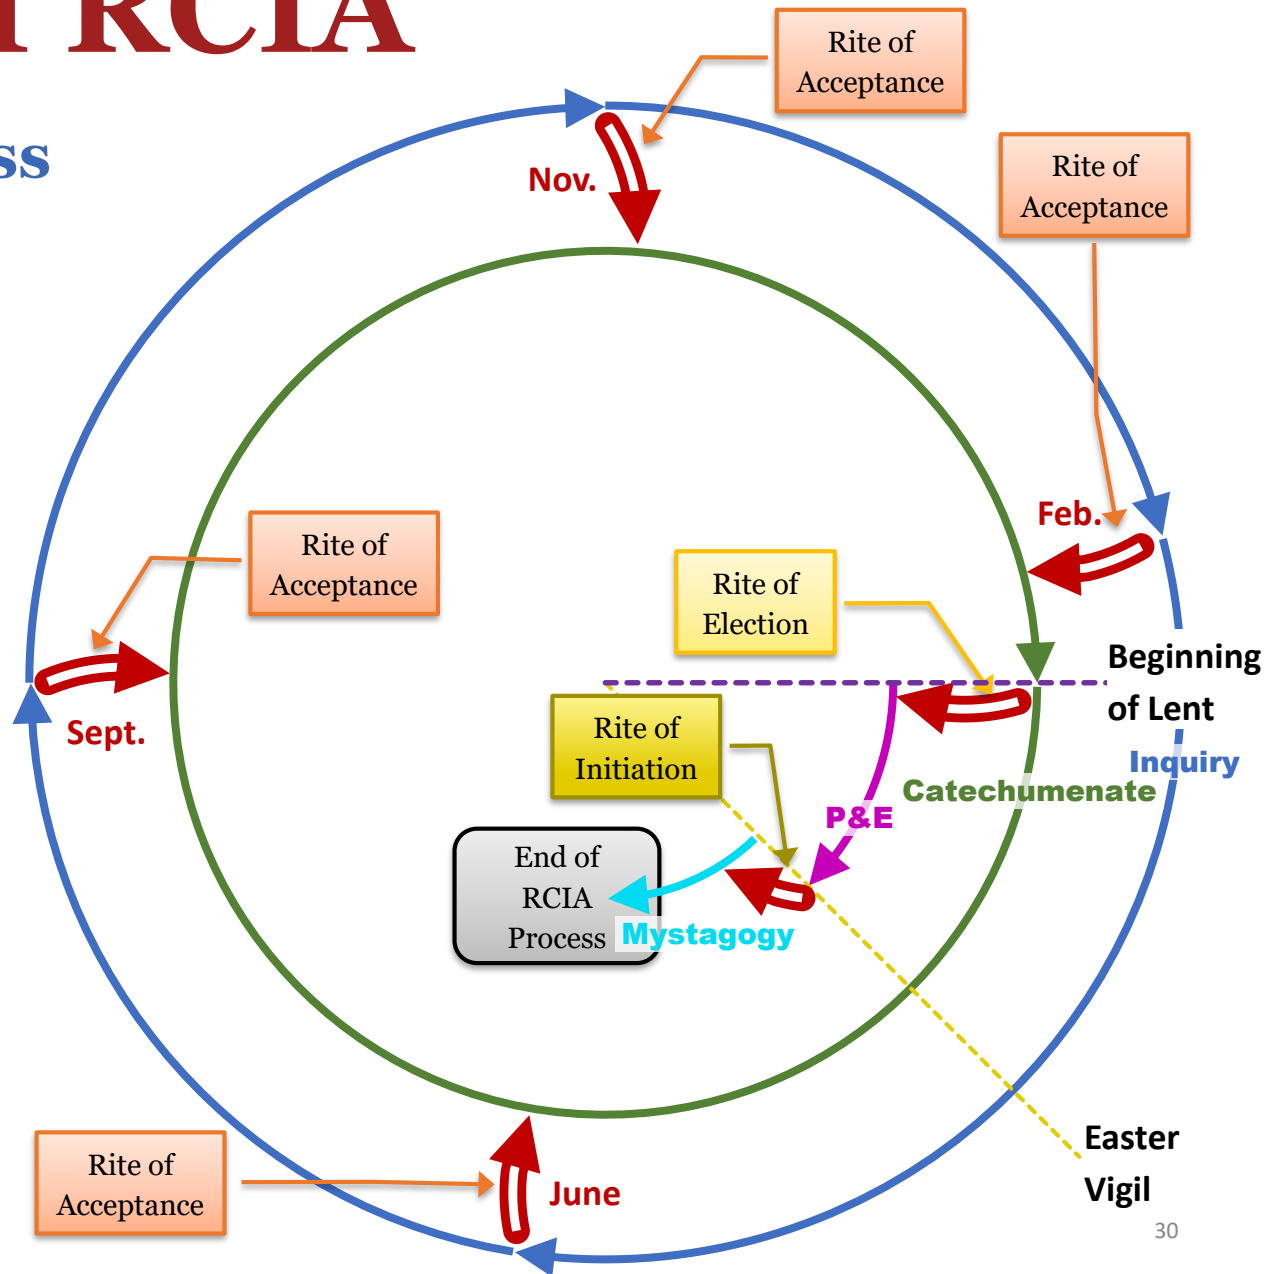 RCIA
ss
Rite of
Acceptance
Rite of
Acceptance
Nov.
Feb.
Rite of
Acceptance
Rite of
Election
Beginning
of Lent
Sept.
Rite of
Initiation
Inquiry
Catechumenate
P&E
End of
RCIA
Process
Mystagogy
Easter
Vigil
Rite of
Acceptance
June
30